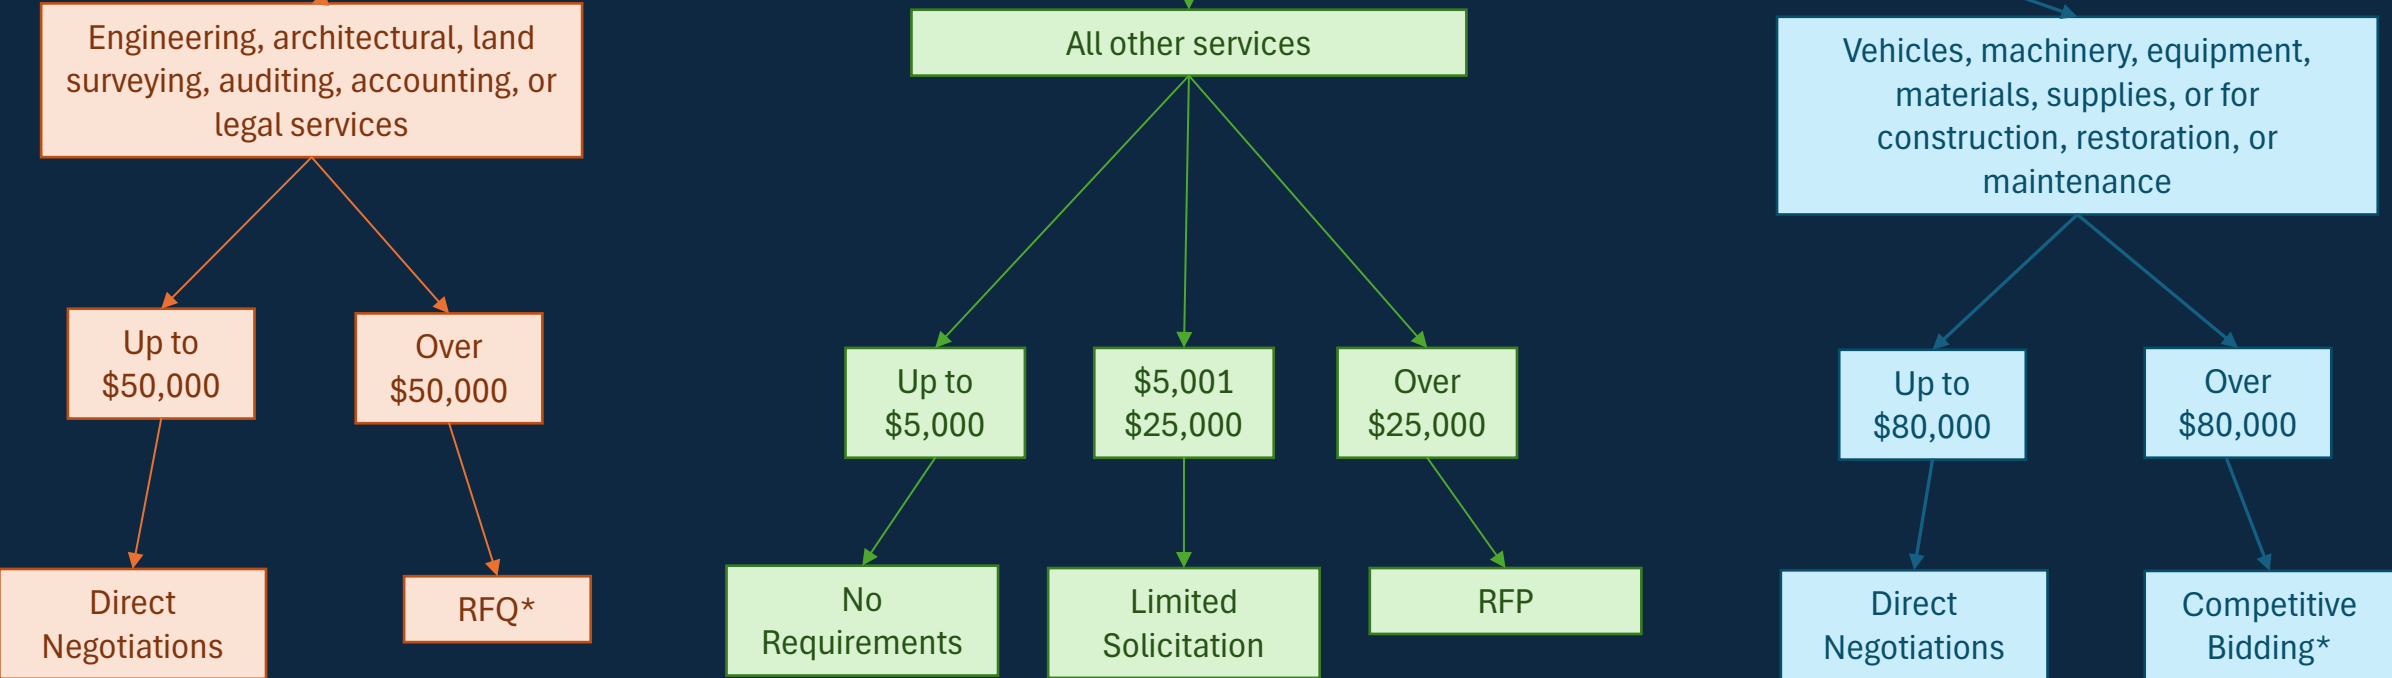 Engineering, architectural, land
surveying, auditing, accounting, or
legal services
All other services
Vehicles, machinery, equipment,
materials, supplies, or for
construction, restoration, or
maintenance
Up to
$50,000
Over
$50,000
Up to
$5,000
$5,001
$25,000
Over
$25,000
Up to
$80,000
Over
$80,000
Direct
Negotiations
RFQ*
No
Requirements
Limited
Solicitation
RFP
Direct
Negotiations
Competitive
Bidding*